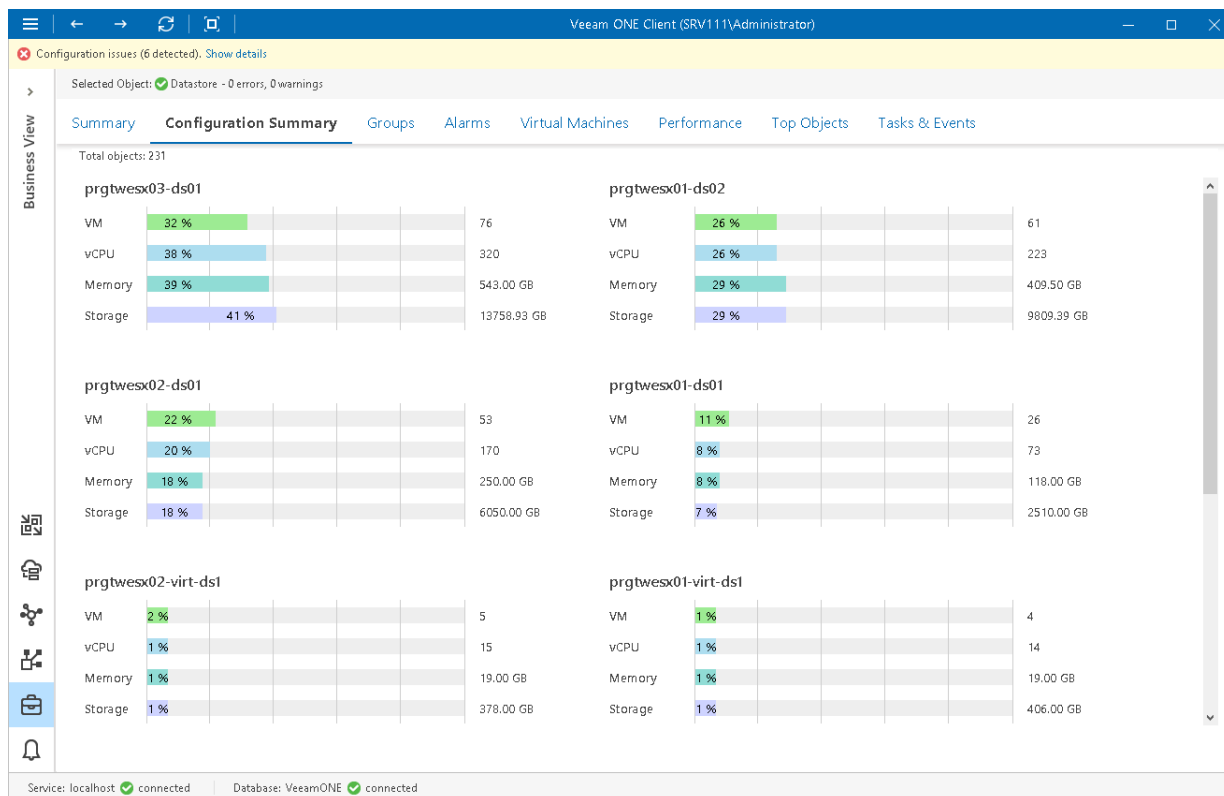 Veeam ONE Client (SRV111\Administrator)
Configuration issues (6 detected). Show details
Selected Object: Datastore - 0 errors, 0 warnings
Business View
Summary Configuration Summary Groups Alarms Virtual Machines Performance Top Objects Tasks & Events
Total objects: 231
prgtwesx03-ds01
VM 32 % 76
vCPU 38 % 320
Memory 39 % 543.00 GB
Storage 41 % 13758.93 GB
prgtwesx01-ds02
VM 26 % 61
vCPU 26 % 223
Memory 29 % 409.50 GB
Storage 29 % 9809.39 GB
prgtwesx02-ds01
VM 22 % 53
vCPU 20 % 170
Memory 18 % 250.00 GB
Storage 18 % 6050.00 GB
prgtwesx01-ds01
VM 11 % 26
vCPU 8 % 73
Memory 8 % 118.00 GB
Storage 7 % 2510.00 GB
prgtwesx02-virt-ds1
VM 2 % 5
vCPU 1 % 15
Memory 1 % 19.00 GB
Storage 1 % 378.00 GB
prgtwesx01-virt-ds1
VM 1 % 4
vCPU 1 % 14
Memory 1 % 19.00 GB
Storage 1 % 406.00 GB
Service: localhost connected Database: VeeamONE connected